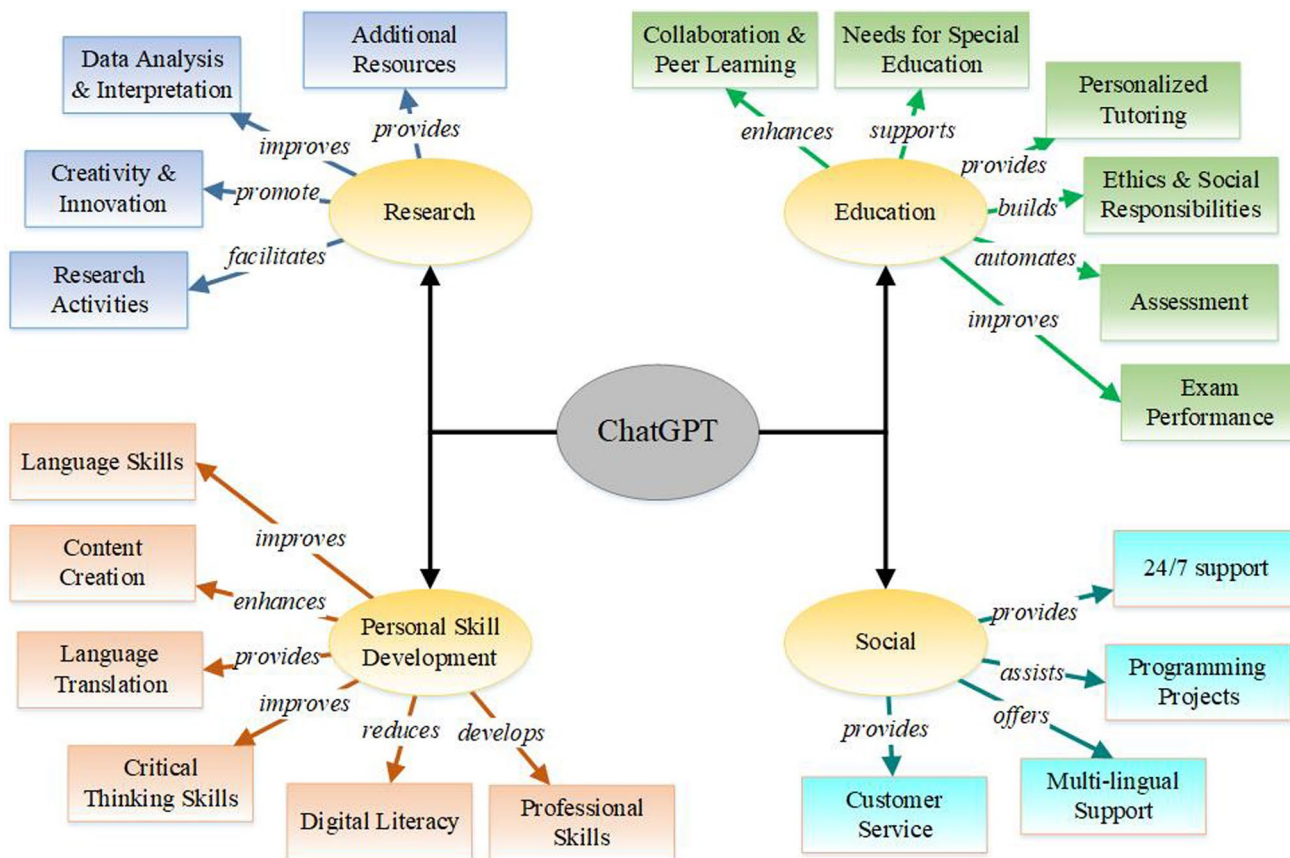 Data Analysis
& Interpretation
Additional
Resources
improves
provides
Creativity &
Innovation
promote
Research
Research
Activities
facilitates
Collaboration &
Peer Learning
Needs for Special
Education
Personalized
Tutoring
enhances
supports
provides
Education
builds
Ethics & Social
Responsibilities
automates
Assessment
improves
Exam
Performance
ChatGPT
Language Skills
improves
Content
Creation
enhances
Personal Skill
Development
Language
Translation
provides
improves
reduces
develops
Critical
Thinking Skills
Digital Literacy
Professional
Skills
Social
provides
24/7 support
assists
Programming
Projects
offers
Multi-lingual
Support
provides
Customer
Service